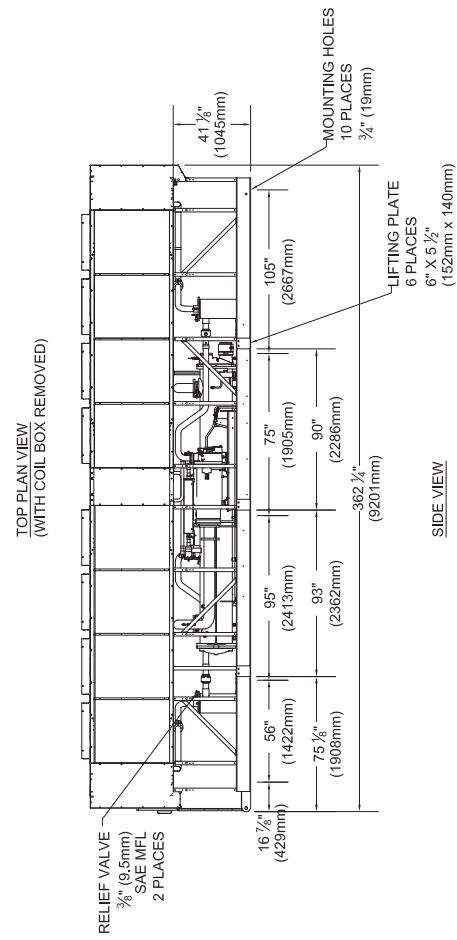 TOP PLAN VIEW
(WITH COIL BOX REMOVED)
RELIEF VALVE
⅜" (9.5mm)
SAE MFL
2 PLACES
41 ⅛"
(1045mm)
MOUNTING HOLES
10 PLACES
¾" (19mm)
LIFTING PLATE
6 PLACES
6" X 5 ½"
(152mm x 140mm)
16 ⅞"
(429mm)
56"
(1422mm)
95"
(2413mm)
75"
(1905mm)
105"
(2667mm)
75 ⅛"
(1908mm)
93"
(2362mm)
90"
(2286mm)
362 ¼"
(9201mm)
SIDE VIEW